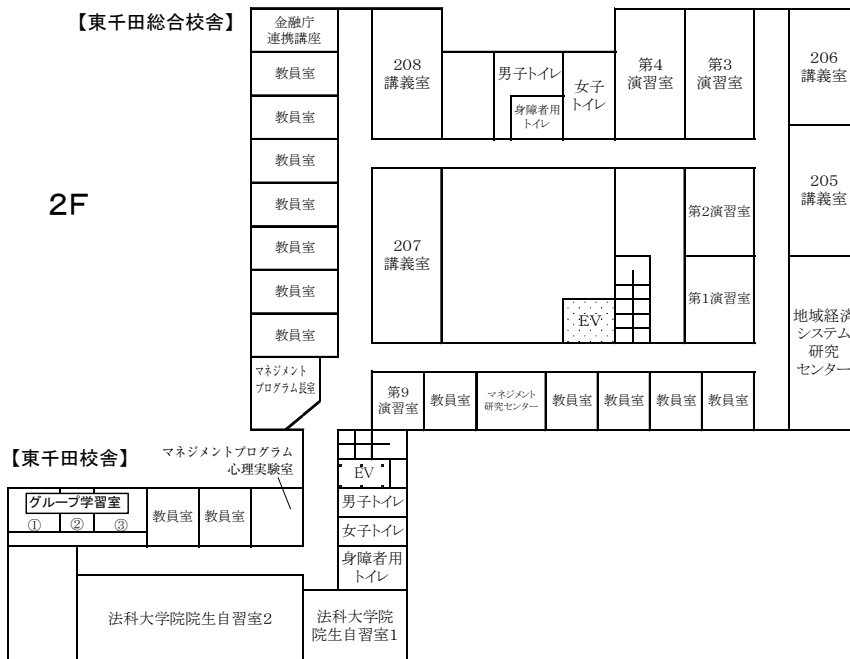 【東千田総合校舎】
2F
金融庁
連携講座
教員室
教員室
教員室
教員室
教員室
教員室
教員室
マネジメント
プログラム長室
208
講義室
男子トイレ
身障者用
トイレ
女子
トイレ
第4
演習室
第3
演習室
206
講義室
205
講義室
207
講義室
第2演習室
第1演習室
EV
地域経済
システム
研究
センター
第9
演習室
教員室
マネジメント
研究センター
教員室
教員室
教員室
教員室
【東千田校舎】
マネジメントプログラム
心理実験室
EV
グループ学習室
① ② ③
教員室
教員室
男子トイレ
女子トイレ
身障者用
トイレ
法科大学院院生自習室2
法科大学院
院生自習室1